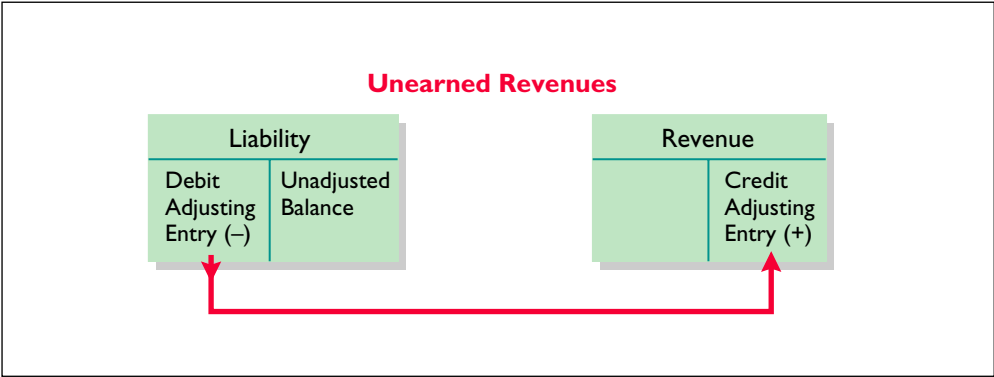 Unearned Revenues
Liability
Debit
Adjusting
Entry (–)
Unadjusted
Balance
Revenue
Credit
Adjusting
Entry (+)